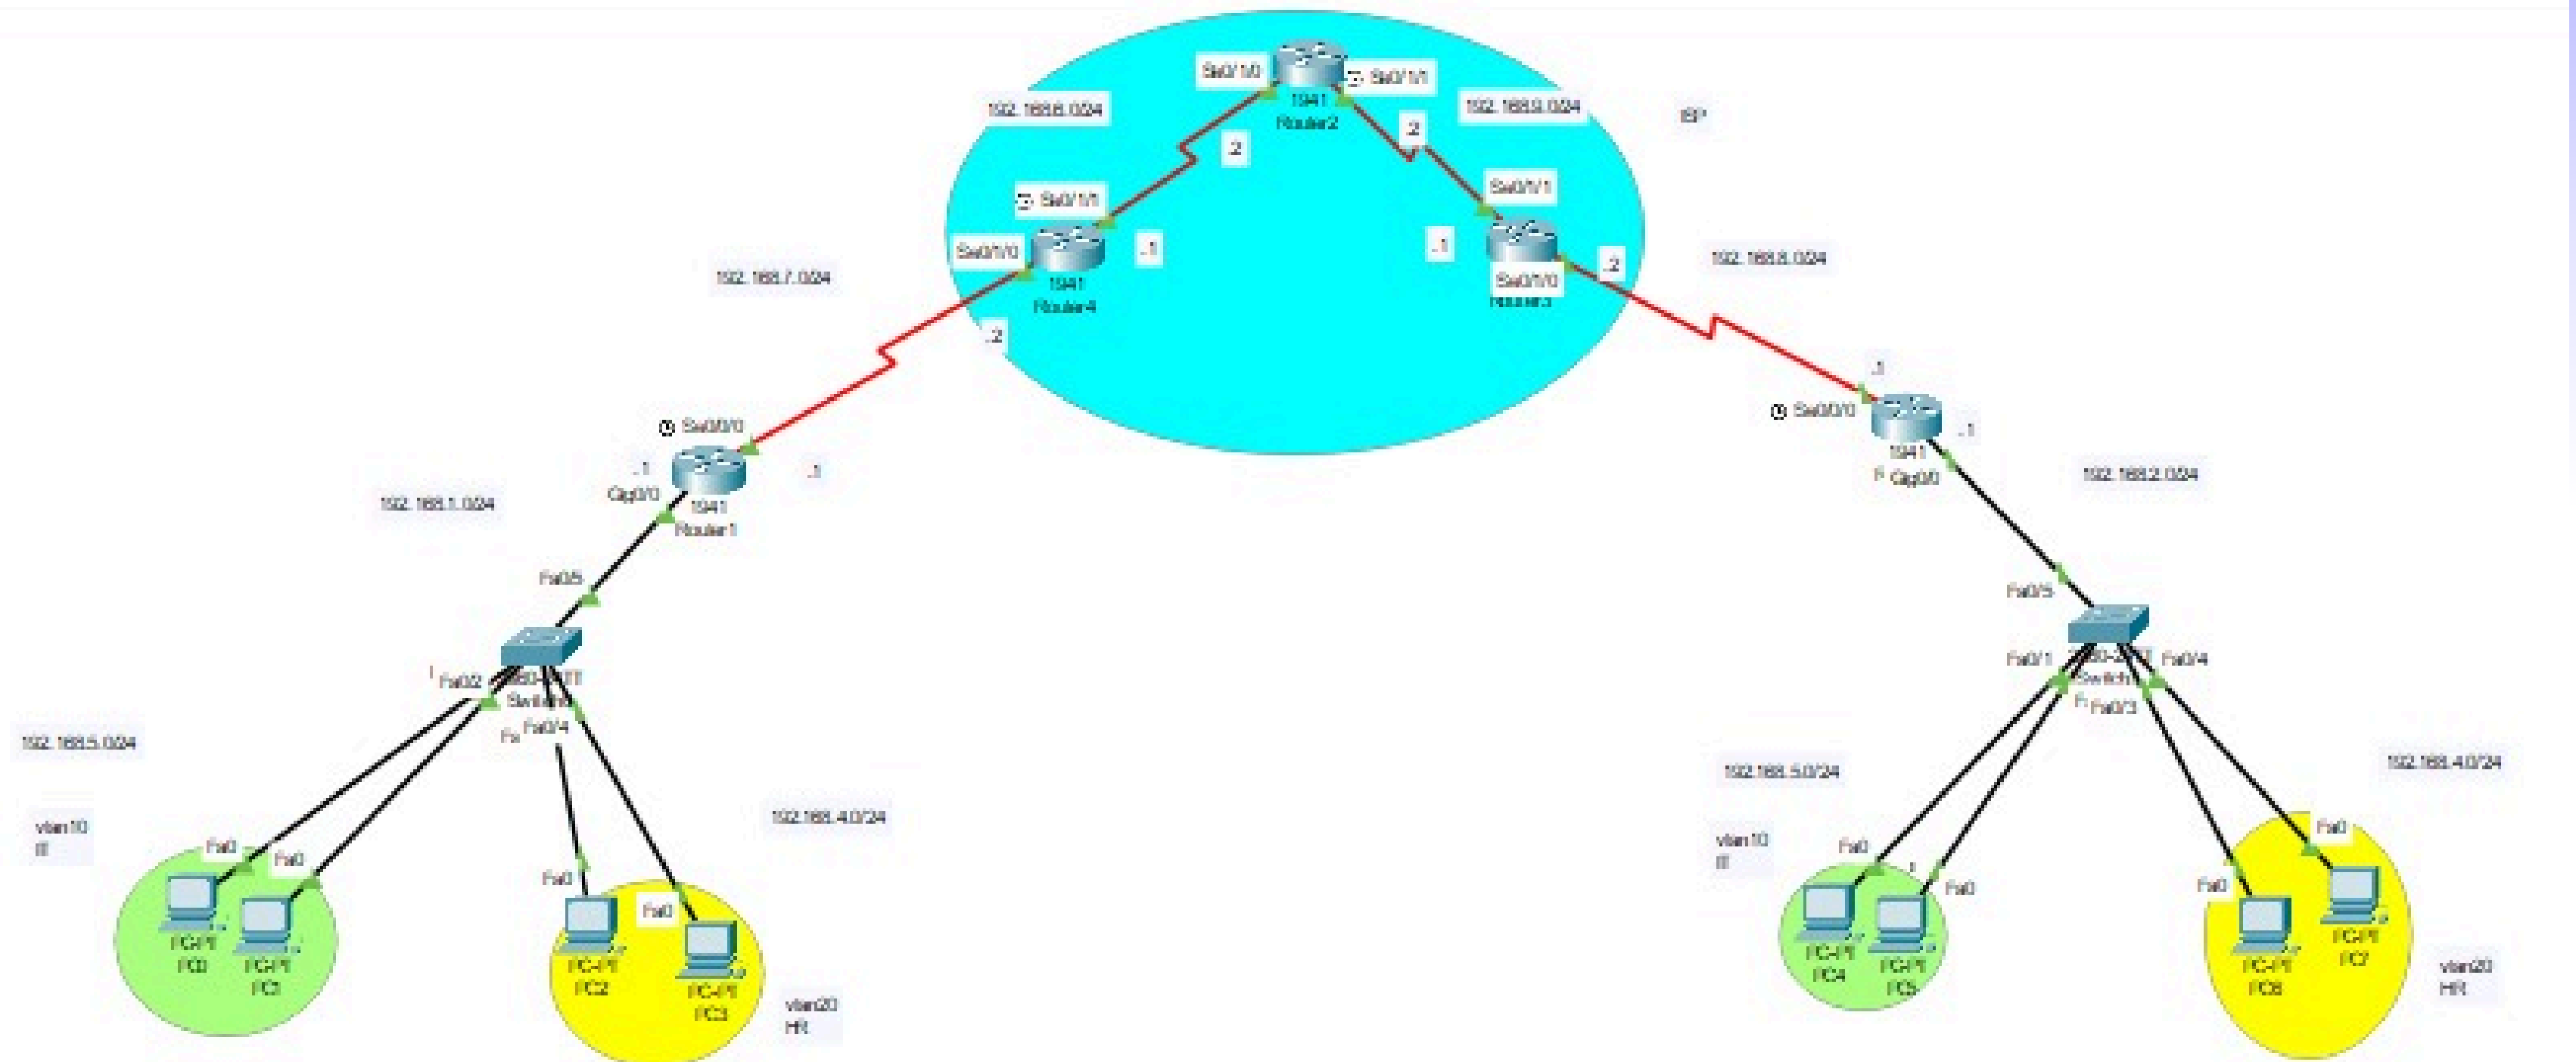 Se0/1/0
Se0/1/1
192.168.6.0/24
1941
Router2
192.168.9.0/24
ISP
.2
.2
Se0/1/1
Se0/1/1
Se0/1/0
.1
.1
192.168.7.0/24
1941
Router4
.2
Se0/1/0
.2
192.168.8.0/24
.1
Se0/0/0
.1
Gig0/0
.1
1941
Router1
192.168.1.0/24
Se0/0/0
.1
1941
Gig0/0
192.168.2.0/24
Fa0/5
Fa0/5
Fa0/2
Fa0/4
Fa0/1
Fa0/4
Fa0/3
192.168.5.0/24
192.168.4.0/24
192.168.5.0/24
192.168.4.0/24
vlan10
IT
Fa0
Fa0
PC-PT
PC0
PC-PT
PC1
Fa0
Fa0
PC-PT
PC2
PC-PT
PC3
vlan20
HR
vlan10
IT
Fa0
Fa0
PC-PT
PC4
PC-PT
PC5
Fa0
Fa0
PC-PT
PC6
PC-PT
PC7
vlan20
HR